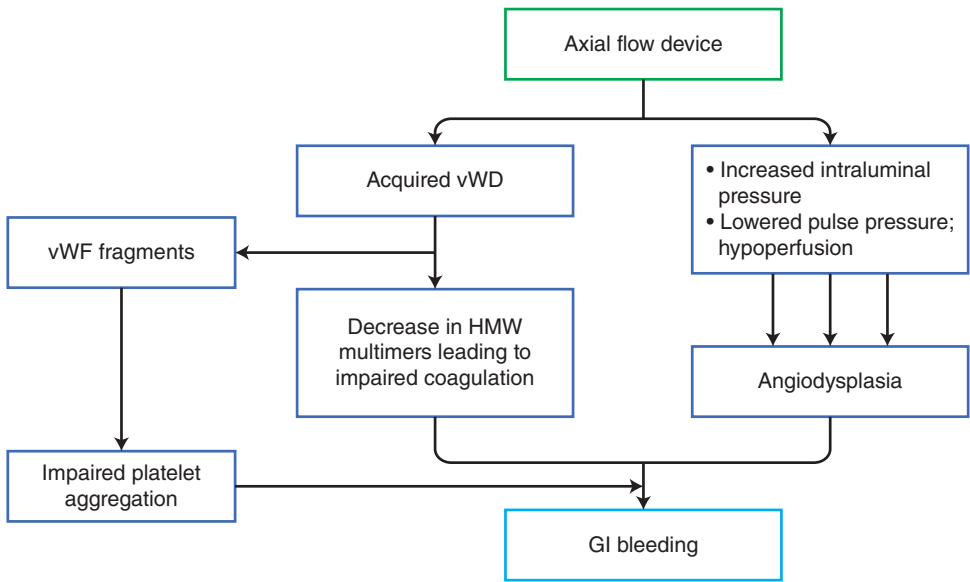 Axial flow device
Acquired vWD
• Increased intraluminal
pressure
• Lowered pulse pressure;
hypoperfusion
vWF fragments
Decrease in HMW
multimers leading to
impaired coagulation
Angiodysplasia
Impaired platelet
aggregation
GI bleeding